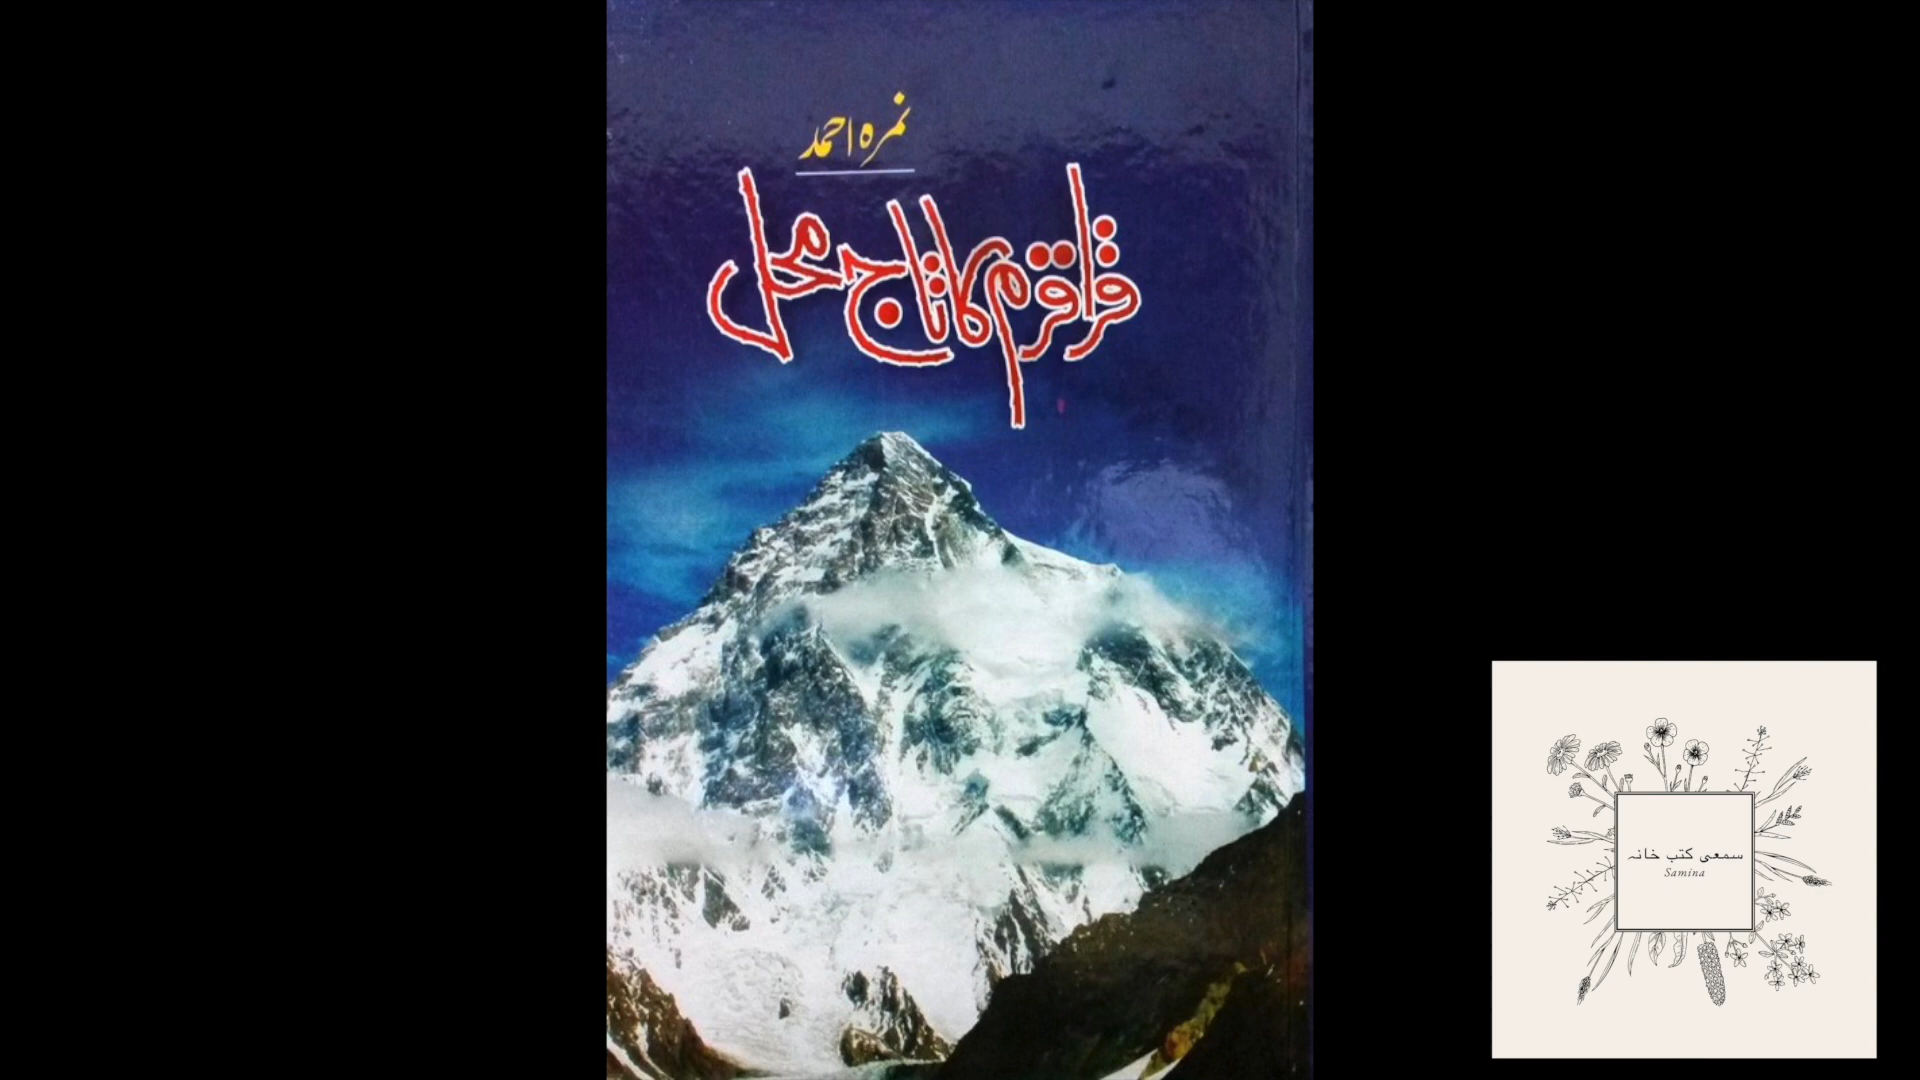 نمرہ احمد
قراقرم کا تاج محل
سمعی کتب خانہ
Samina